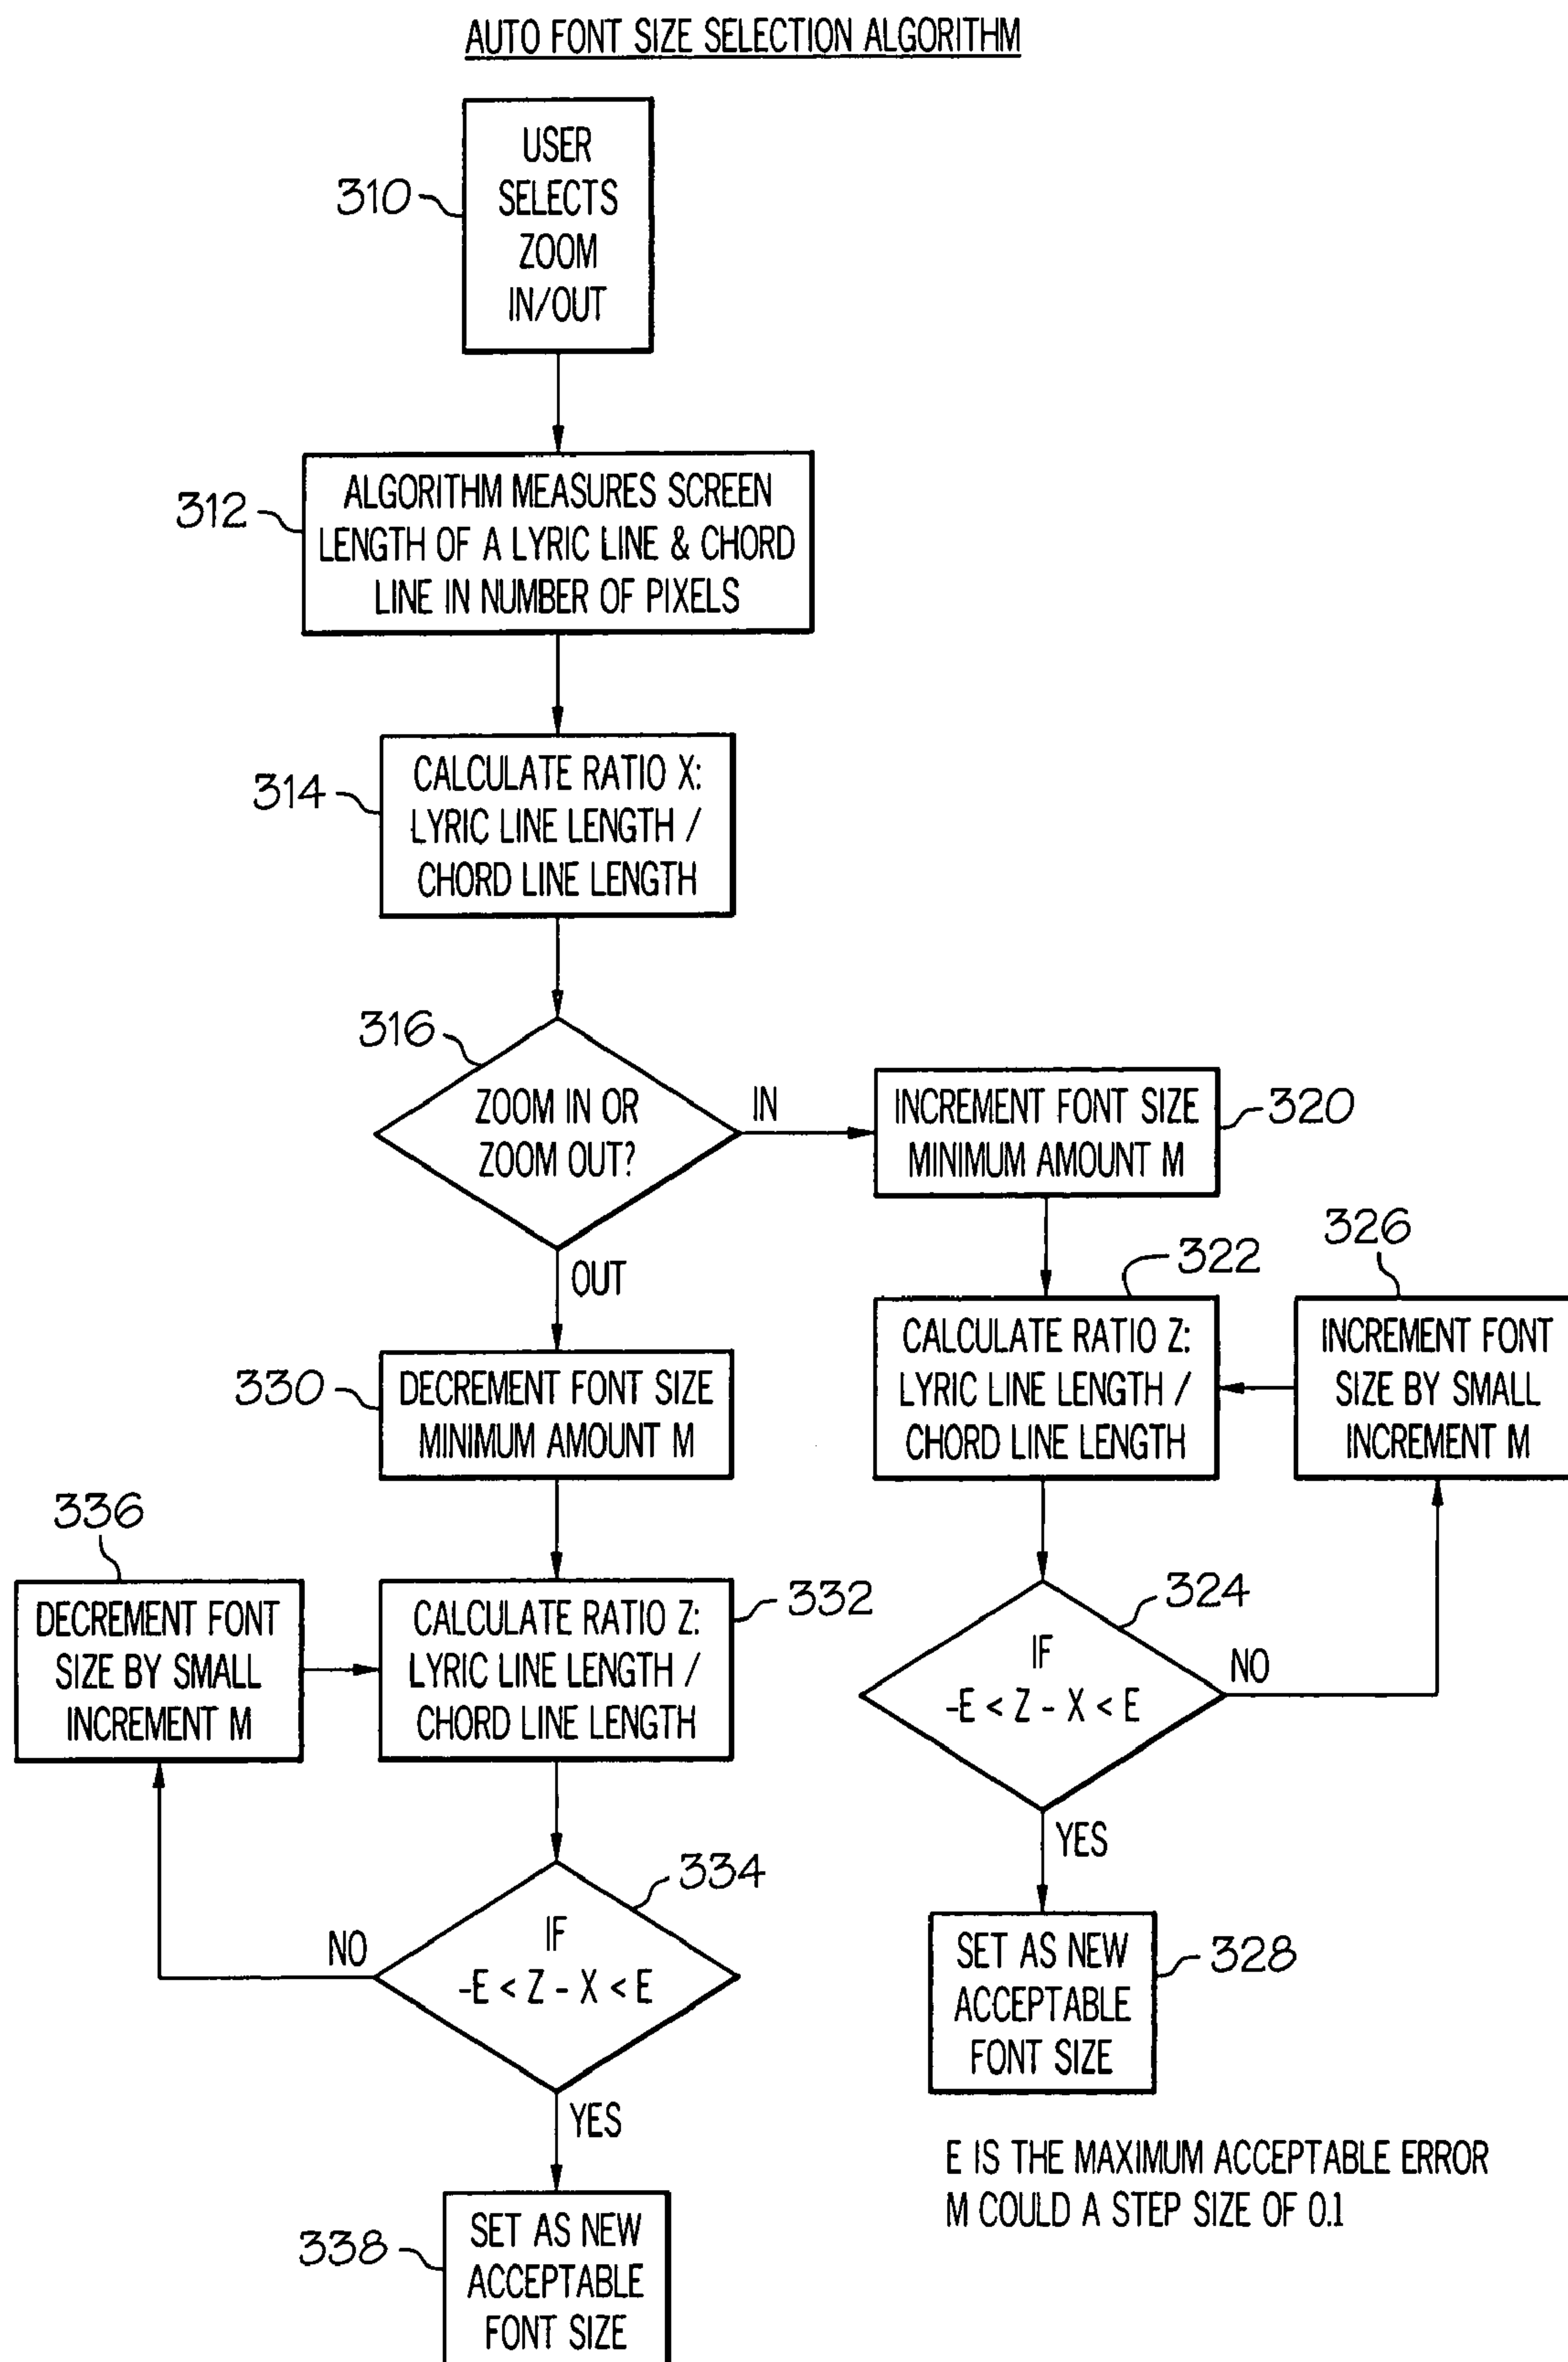 AUTO FONT SIZE SELECTION ALGORITHM
310
USER
SELECTS
ZOOM
IN/OUT
312
ALGORITHM MEASURES SCREEN
LENGTH OF A LYRIC LINE & CHORD
LINE IN NUMBER OF PIXELS
314
CALCULATE RATIO X:
LYRIC LINE LENGTH /
CHORD LINE LENGTH
316
ZOOM IN OR
ZOOM OUT?
IN
OUT
INCREMENT FONT SIZE
MINIMUM AMOUNT M
320
322
CALCULATE RATIO Z:
LYRIC LINE LENGTH /
CHORD LINE LENGTH
326
INCREMENT FONT
SIZE BY SMALL
INCREMENT M
324
IF
-E < Z - X < E
NO
YES
SET AS NEW
ACCEPTABLE
FONT SIZE
328
330
DECREMENT FONT SIZE
MINIMUM AMOUNT M
336
DECREMENT FONT
SIZE BY SMALL
INCREMENT M
CALCULATE RATIO Z:
LYRIC LINE LENGTH /
CHORD LINE LENGTH
332
334
IF
-E < Z - X < E
NO
YES
338
SET AS NEW
ACCEPTABLE
FONT SIZE
E IS THE MAXIMUM ACCEPTABLE ERROR
M COULD A STEP SIZE OF 0.1